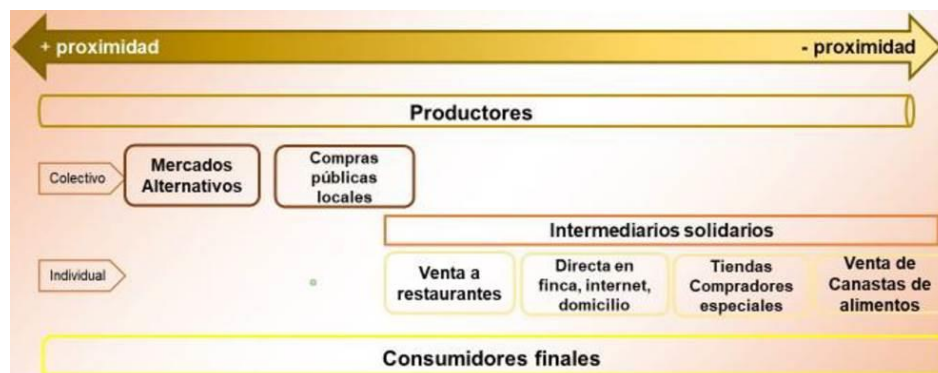 + proximidad
- proximidad
Productores
Colectivo
Mercados
Alternativos
Compras
públicas
locales
Intermediarios solidarios
Individual
Venta a
restaurantes
Directa en
finca, internet,
domicilio
Tiendas
Compradores
especiales
Venta de
Canastas de
alimentos
Consumidores finales